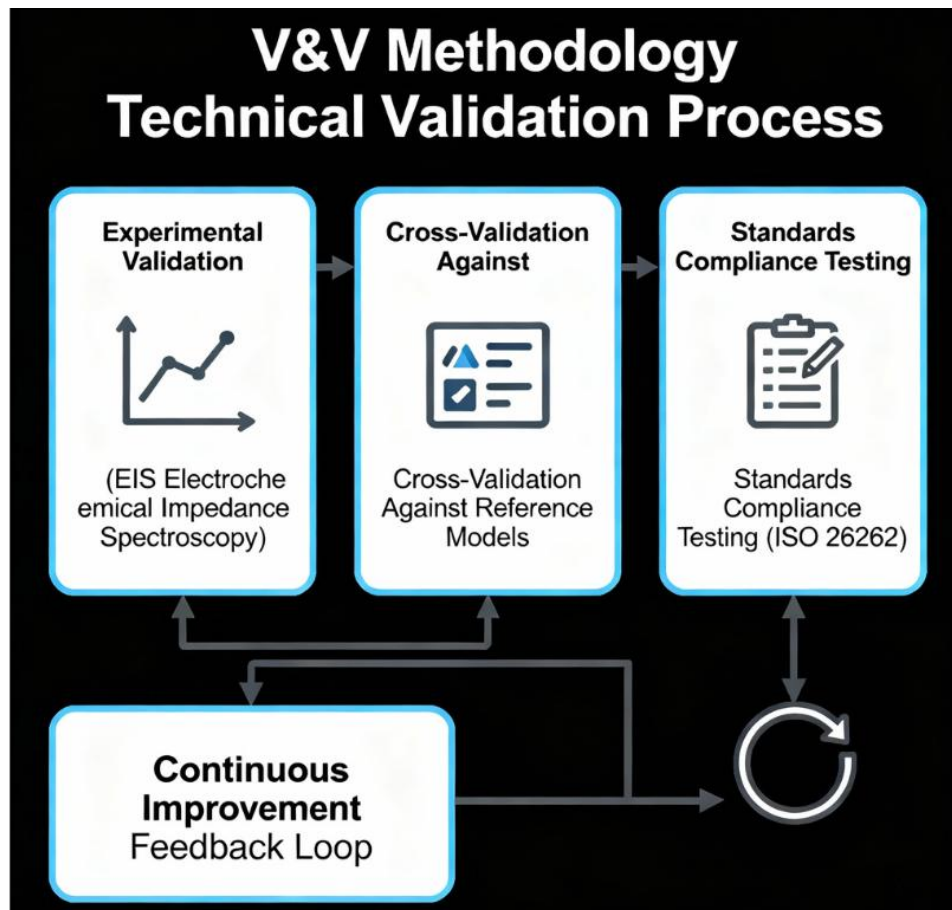 V&V Methodology
Technical Validation Process
Experimental
Validation
(EIS Electroche
emical Impedance
Spectroscopy)
Cross-Validation
Against
Cross-Validation
Against Reference
Models
Standards
Compliance Testing
Standards
Compliance
Testing (ISO 26262)
Continuous
Improvement
Feedback Loop